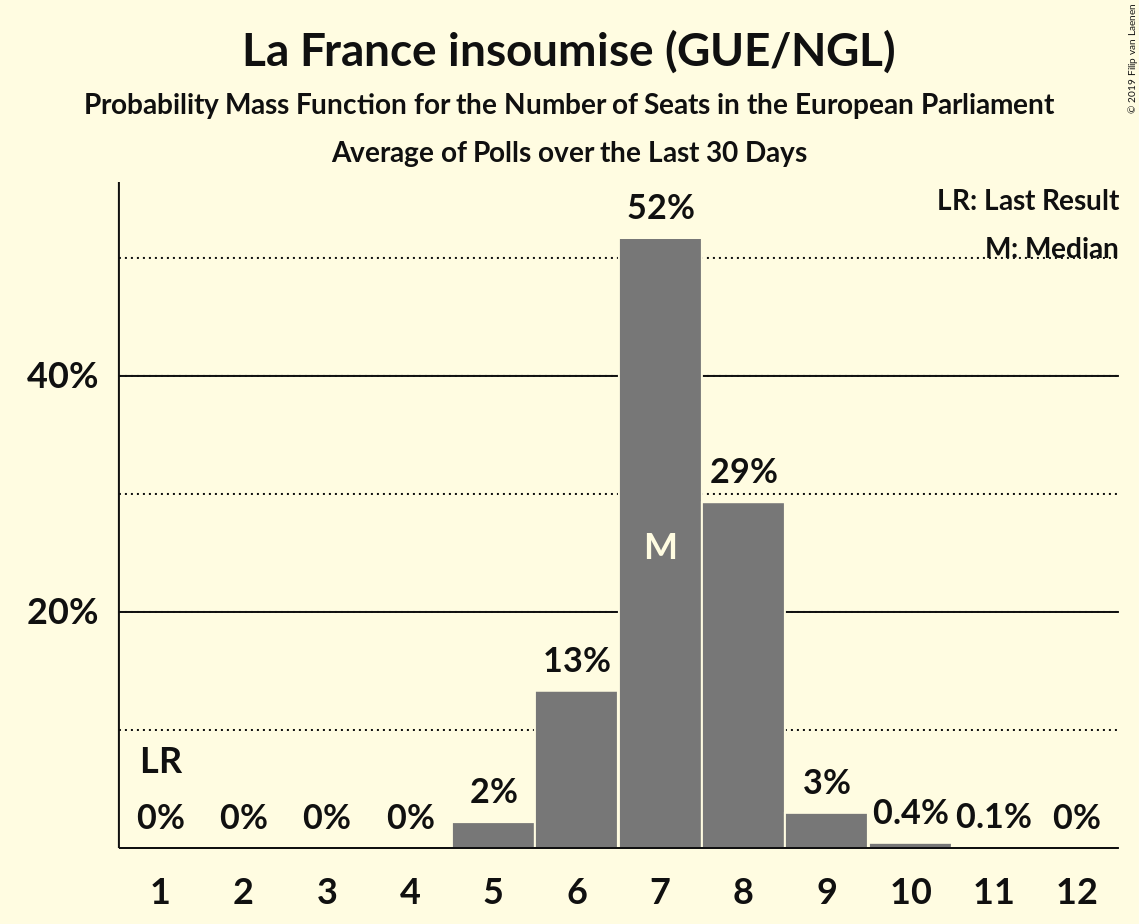 La France insoumise (GUE/NGL)
Probability Mass Function for the Number of Seats in the European Parliament
Average of Polls over the Last 30 Days
© 2019 Filip van Laenen
LR: Last Result
M: Median
52%
40%
29%
M
20%
13%
LR
0% 0% 0% 0% 2% 3% 0.4% 0.1% 0%
1 2 3 4 5 6 7 8 9 10 11 12